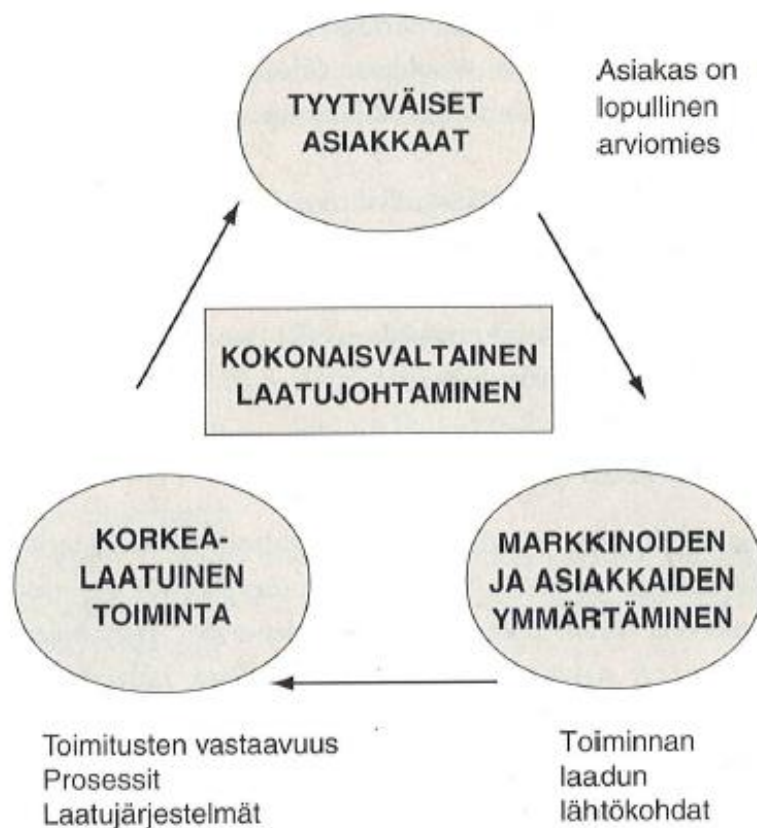 TYYTYVÄISET
ASIAKKAAT
Asiakas on
lopullinen
arviomies
KOKONAISVALTAINEN
LAATUJOHTAMINEN
KORKEA-
LAATUINEN
TOIMINTA
MARKKINOIDEN
JA ASIAKKAIDEN
YMMÄRTÄMINEN
Toimitusten vastaavuus
Prosessit
Laatujärjestelmät
Toiminnan
laadun
lähtökohdat